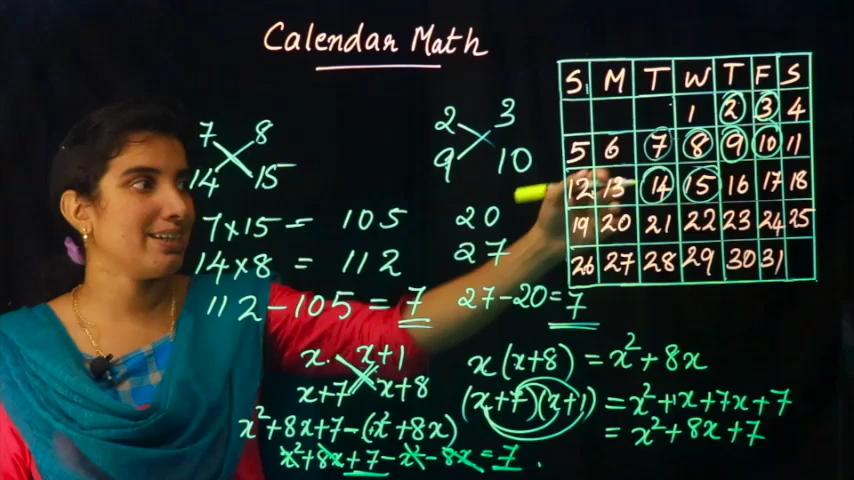 Calendar Math
7 8
14 15
7x15 = 105
14x8 = 112
112-105 = 7
2 3
9 10
20
27
27-20=7
S M T W T F S
1 2 3 4
5 6 7 8 9 10 11
12 13 14 15 16 17 18
19 20 21 22 23 24 25
26 27 28 29 30 31
x x+1
x+7 x+8
x²+8x+7-(x²+8x)
x²+8x+7-x²-8x=7.
x(x+8) = x²+8x
(x+7)(x+1) = x²+1x+7x+7
= x²+8x+7